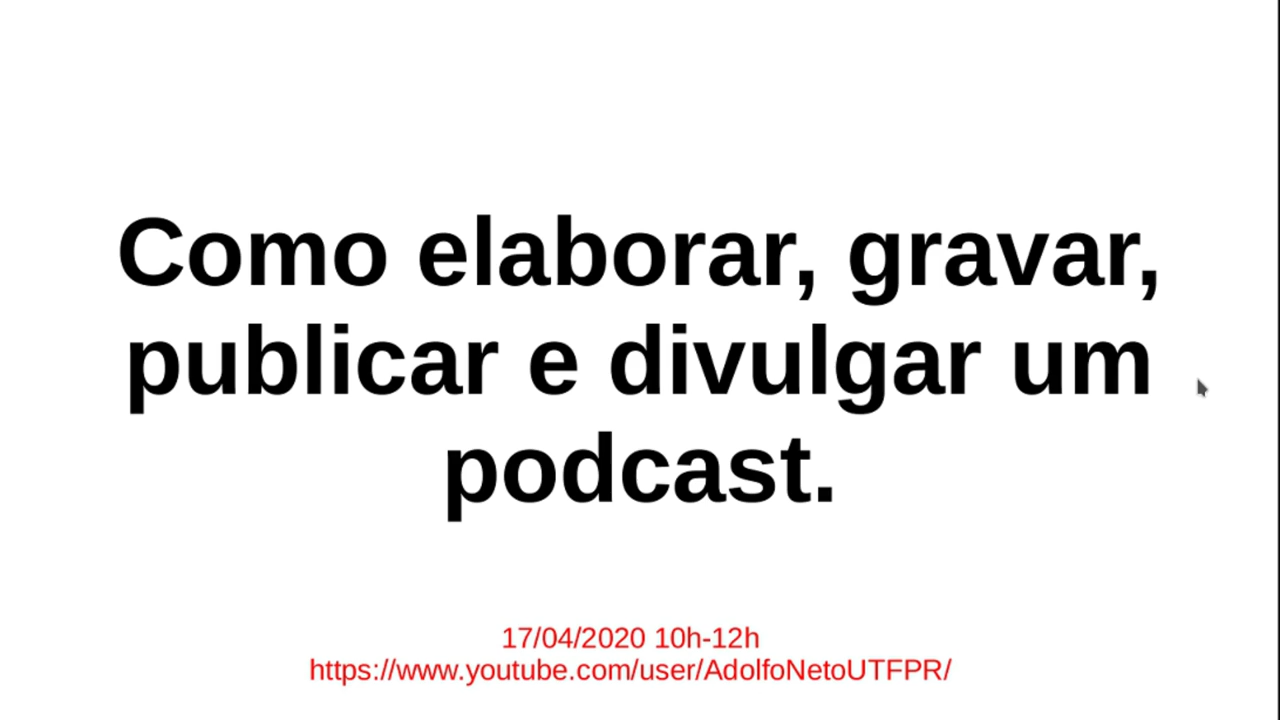 Como elaborar, gravar,
publicar e divulgar um
podcast.
17/04/2020 10h-12h
https://www.youtube.com/user/AdolfoNetoUTFPR/